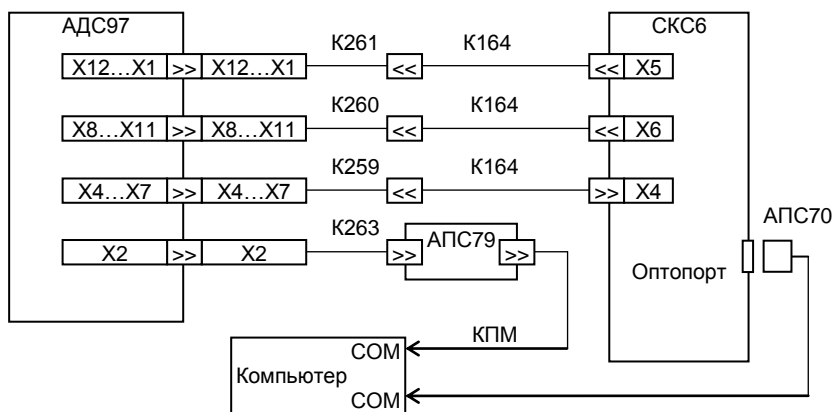 АДС97
К261
К164
СКС6
X12...X1 >> X12...X1
<<
<< X5
К260
К164
X8...X11 >> X8...X11
<<
<< X6
К259
К164
X4...X7 >> X4...X7
<<
>> X4
К263
АПС79
АПС70
X2 >> X2
>>
>>
Оптопорт
КПМ
COM
Компьютер
COM